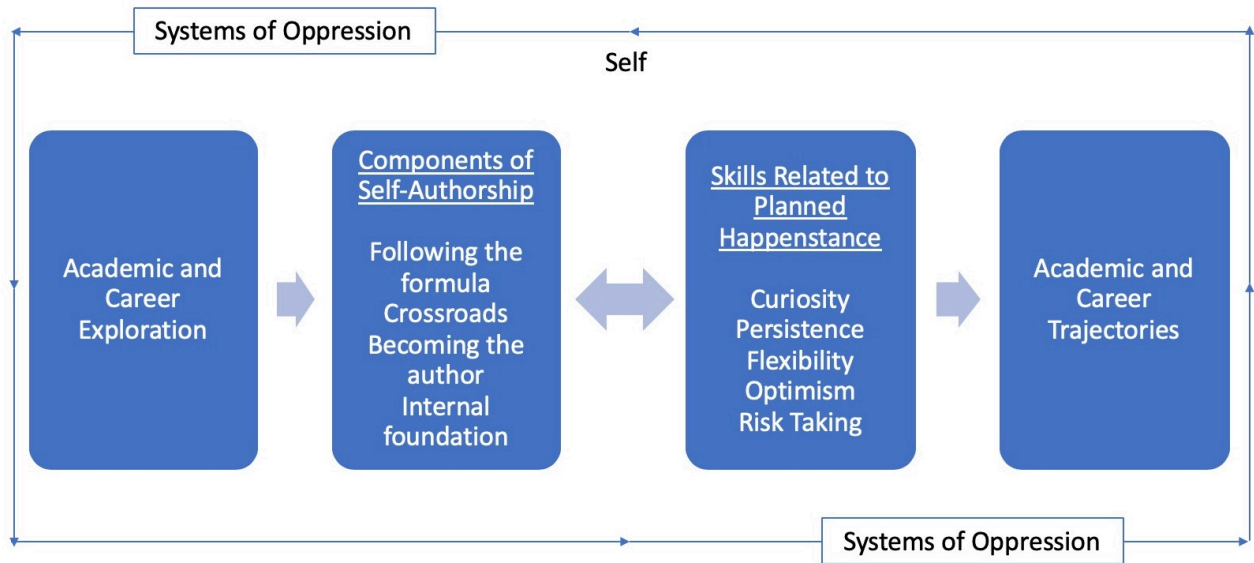 Systems of Oppression
Self
Academic and
Career
Exploration
Components of
Self-Authorship
Following the
formula
Crossroads
Becoming the
author
Internal
foundation
Skills Related to
Planned
Happenstance
Curiosity
Persistence
Flexibility
Optimism
Risk Taking
Academic and
Career
Trajectories
Systems of Oppression